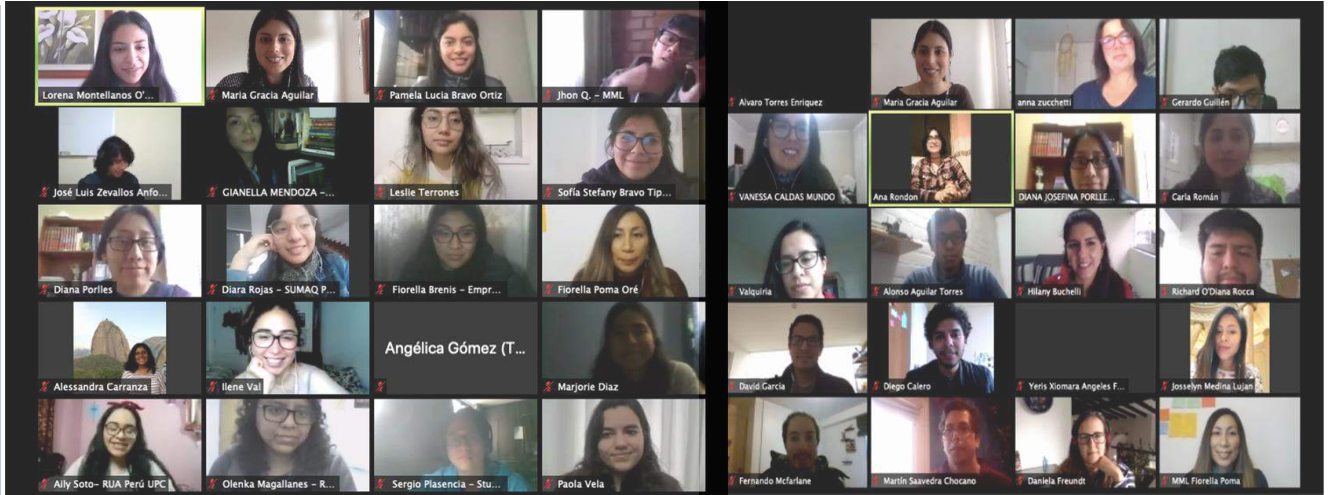 Lorena Montellanos O'...
Maria Gracia Aguilar
Pamela Lucia Bravo Ortiz
Jhon Q. - MML
José Luis Zevallos Anfo...
GIANELLA MENDOZA -...
Leslie Terrones
Sofía Stefany Bravo Tip...
Diana Porlles
Diara Rojas - SUMAQ P...
Fiorella Brenis - Empr...
Fiorella Poma Oré
Alessandra Carranza
Ilene Val
Angélica Gómez (T...
Marjorie Diaz
Ally Soto- RUA Perú UPC
Olenka Magallanes - R...
Sergio Plasencia - Stu...
Paola Vela
Alvaro Torres Enriquez
Maria Gracia Aguilar
anna zucchetti
Gerardo Guillén
VANESSA CALDAS MUNDO
Ana Rondon
DIANA JOSEFINA PORLLE...
Carla Román
Valquiria
Alonso Aguilar Torres
Hilany Buchelli
Richard O'Diana Rocca
David Garcia
Diego Calero
Yeris Xiomara Angeles F...
Josselyn Medina Lujan
Fernando Mcfarlane
Martín Saavedra Chocano
Daniela Freundt
MML Fiorella Poma